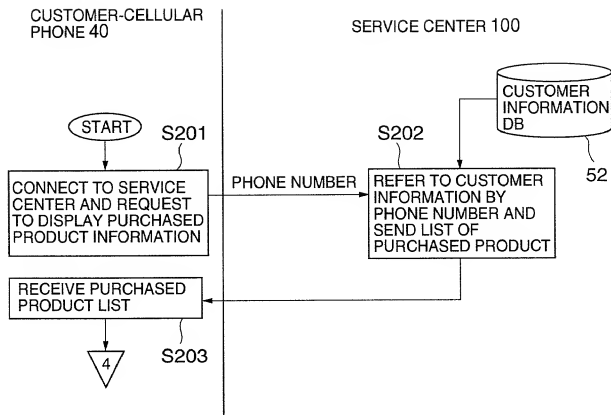 CUSTOMER-CELLULAR
PHONE 40
SERVICE CENTER 100
CUSTOMER
INFORMATION
DB
52
START
S201
S202
CONNECT TO SERVICE
CENTER AND REQUEST
TO DISPLAY PURCHASED
PRODUCT INFORMATION
PHONE NUMBER
REFER TO CUSTOMER
INFORMATION BY
PHONE NUMBER AND
SEND LIST OF
PURCHASED PRODUCT
RECEIVE PURCHASED
PRODUCT LIST
S203
4